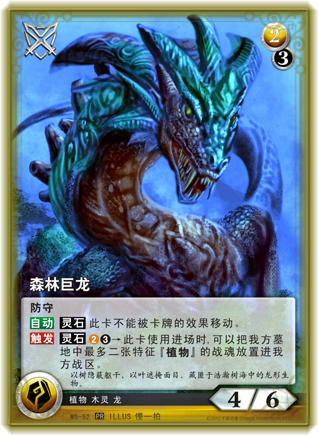 2
3
森林巨龙
防守
自动 灵石 此卡不能被卡牌的效果移动。
触发 灵石 2 3 → 此卡使用进场时，可以把我方墓
地中最多二张特征『植物』的战魂放置进我
方战区。
以树隐蔽躯干，以叶遮掩面目，藏匿于浩瀚树海中的龙形生
物。
植物 木灵 龙
4/6
PR ILLUS 慢一拍